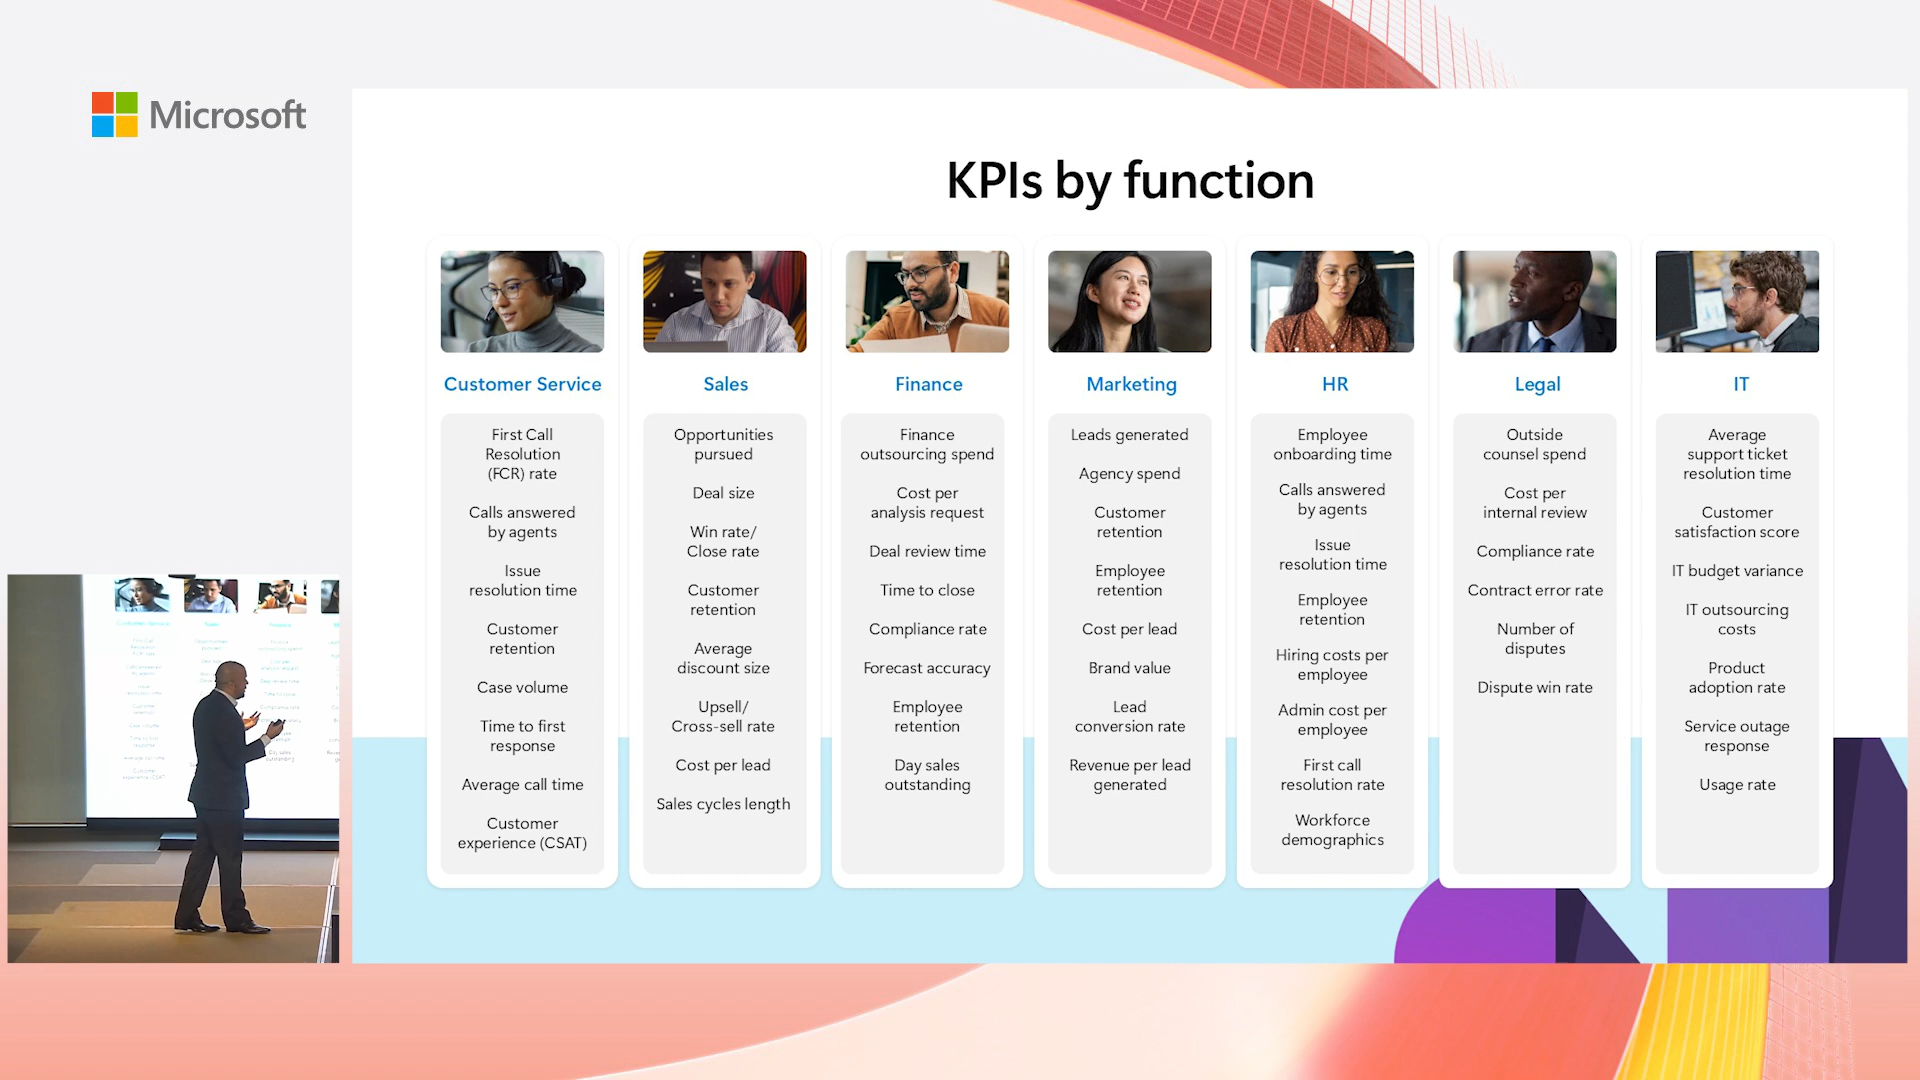 Microsoft
KPIs by function
Customer Service
First Call
Resolution
(FCR) rate
Calls answered
by agents
Issue
resolution time
Customer
retention
Case volume
Time to first
response
Average call time
Customer
experience (CSAT)
Sales
Opportunities
pursued
Deal size
Win rate/
Close rate
Customer
retention
Average
discount size
Upsell/
Cross-sell rate
Cost per lead
Sales cycles length
Finance
Finance
outsourcing spend
Cost per
analysis request
Deal review time
Time to close
Compliance rate
Forecast accuracy
Employee
retention
Day sales
outstanding
Marketing
Leads generated
Agency spend
Customer
retention
Employee
retention
Cost per lead
Brand value
Lead
conversion rate
Revenue per lead
generated
HR
Employee
onboarding time
Calls answered
by agents
Issue
resolution time
Employee
retention
Hiring costs per
employee
Admin cost per
employee
First call
resolution rate
Workforce
demographics
Legal
Outside
counsel spend
Cost per
internal review
Compliance rate
Contract error rate
Number of
disputes
Dispute win rate
IT
Average
support ticket
resolution time
Customer
satisfaction score
IT budget variance
IT outsourcing
costs
Product
adoption rate
Service outage
response
Usage rate